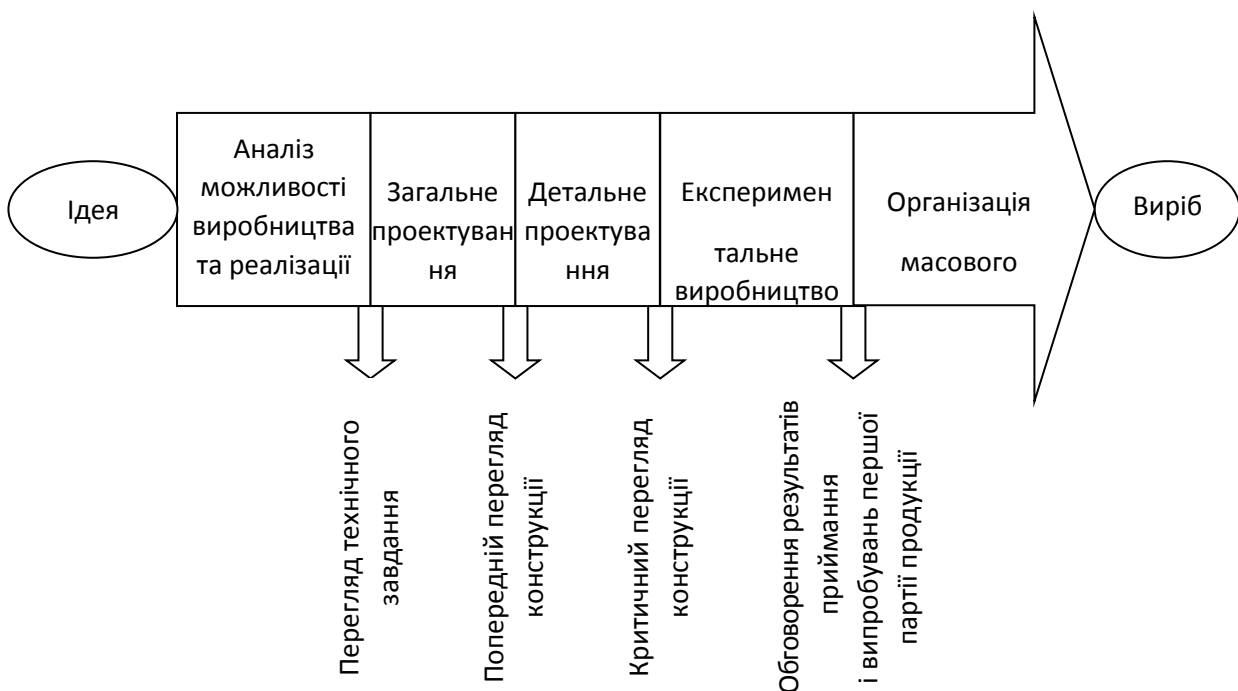 Ідея
Аналіз
можливості
виробництва
та реалізації
Загальне
проектуван
ня
Детальне
проектува
ння
Експеримен
тальне
виробництво
Організація
масового
Виріб
Перегляд технічного
завдання
Попередній перегляд
конструкції
Критичний перегляд
конструкції
Обговорення результатів
приймання
і випробувань першої
партії продукції